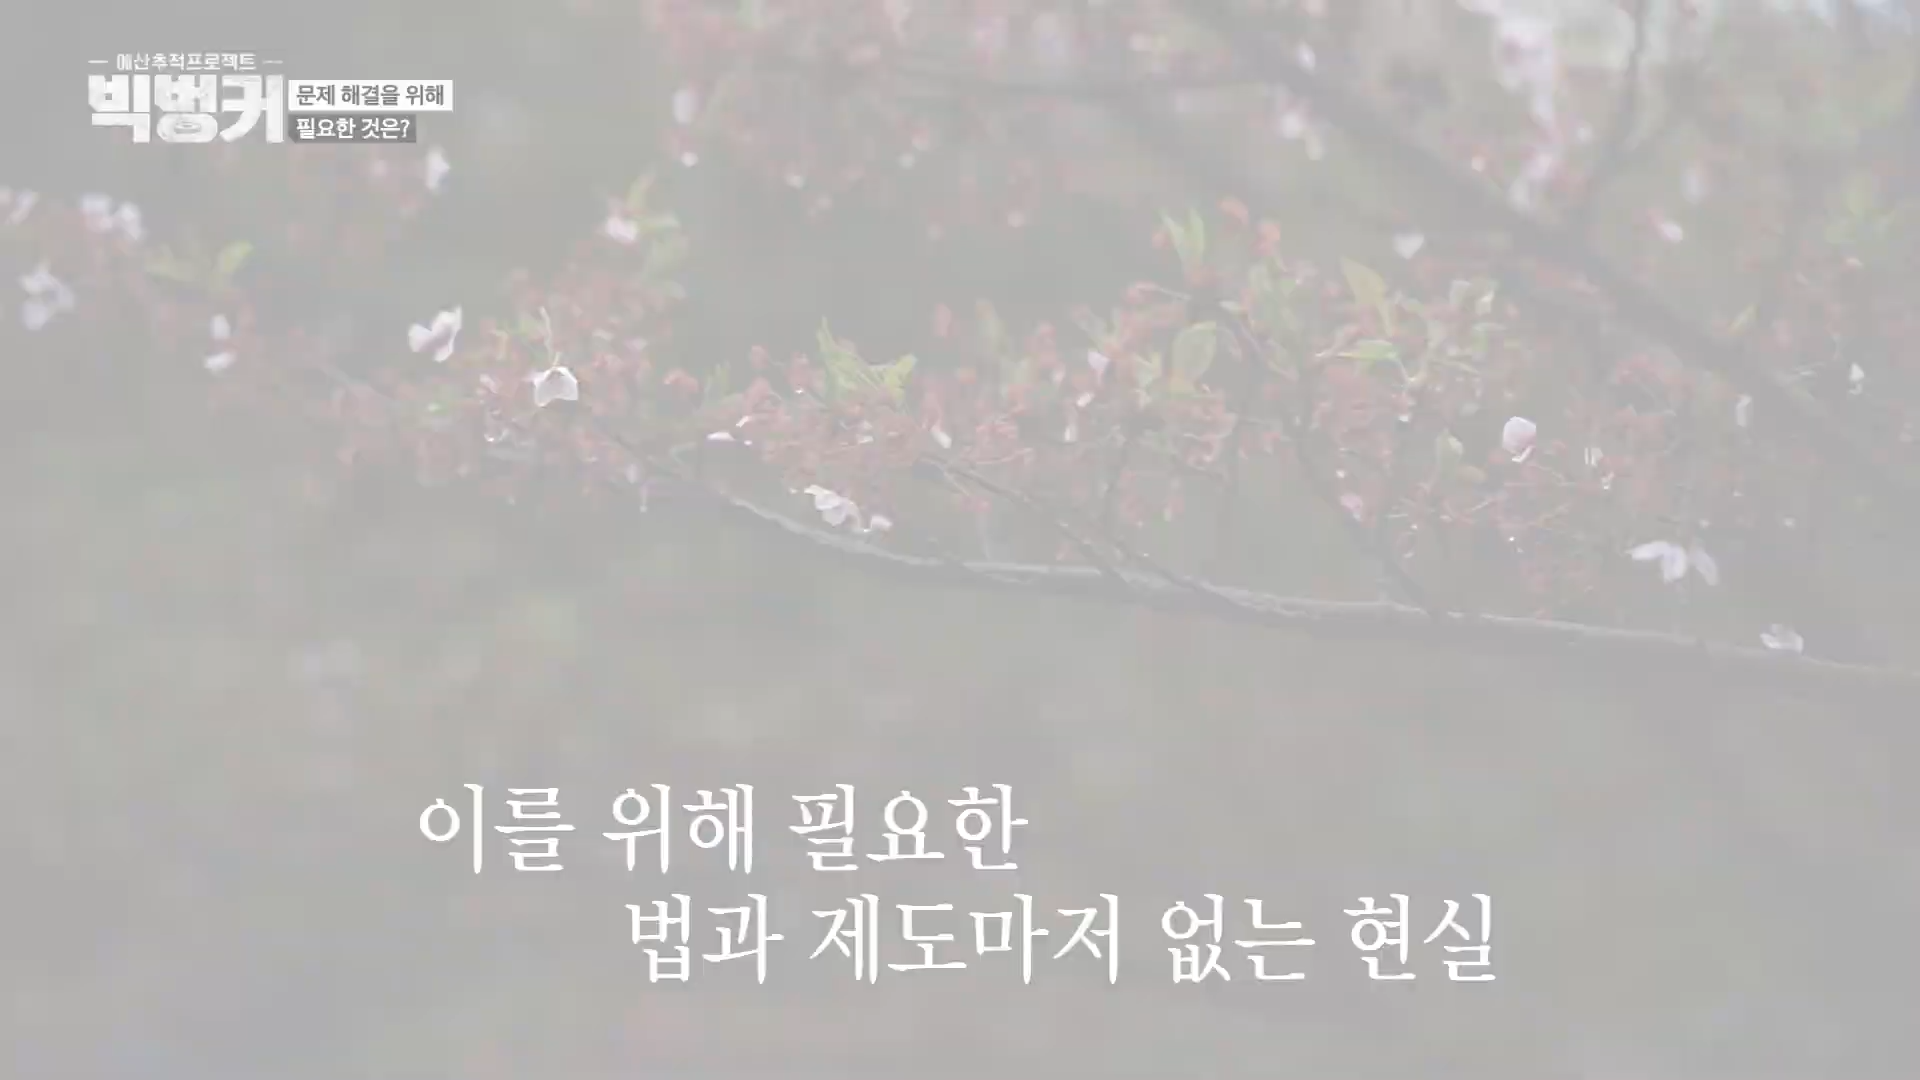 예산추적프로젝트
빅벙커
문제 해결을 위해
필요한 것은?
이를 위해 필요한
법과 제도마저 없는 현실